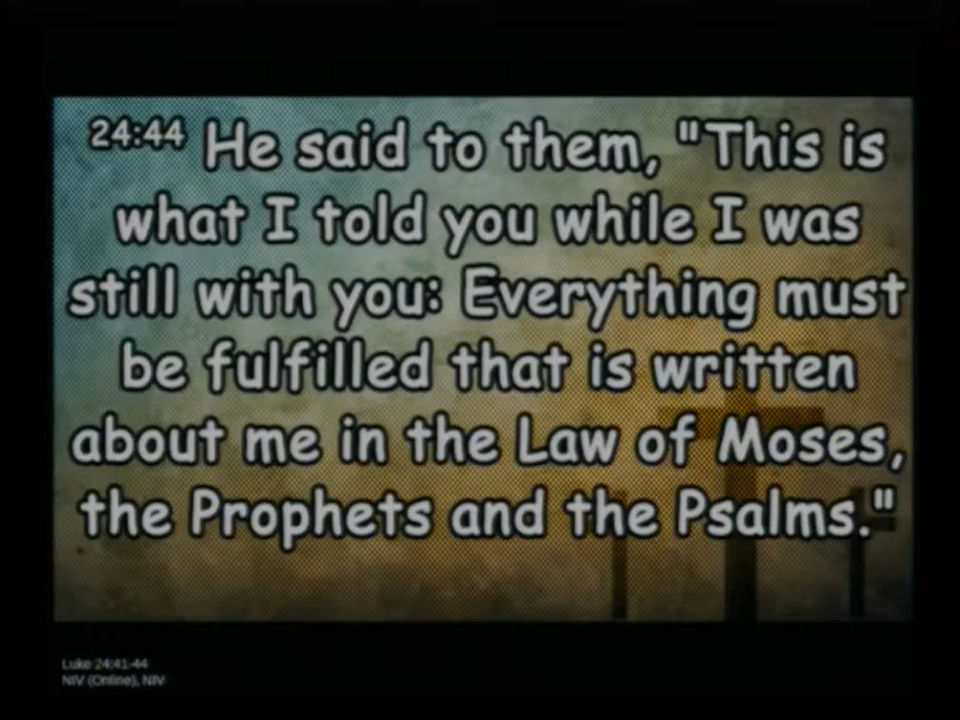 24:44 He said to them, "This is
what I told you while I was
still with you: Everything must
be fulfilled that is written
about me in the Law of Moses,
the Prophets and the Psalms."
Luke 24:41-44
NIV (Online), NIV